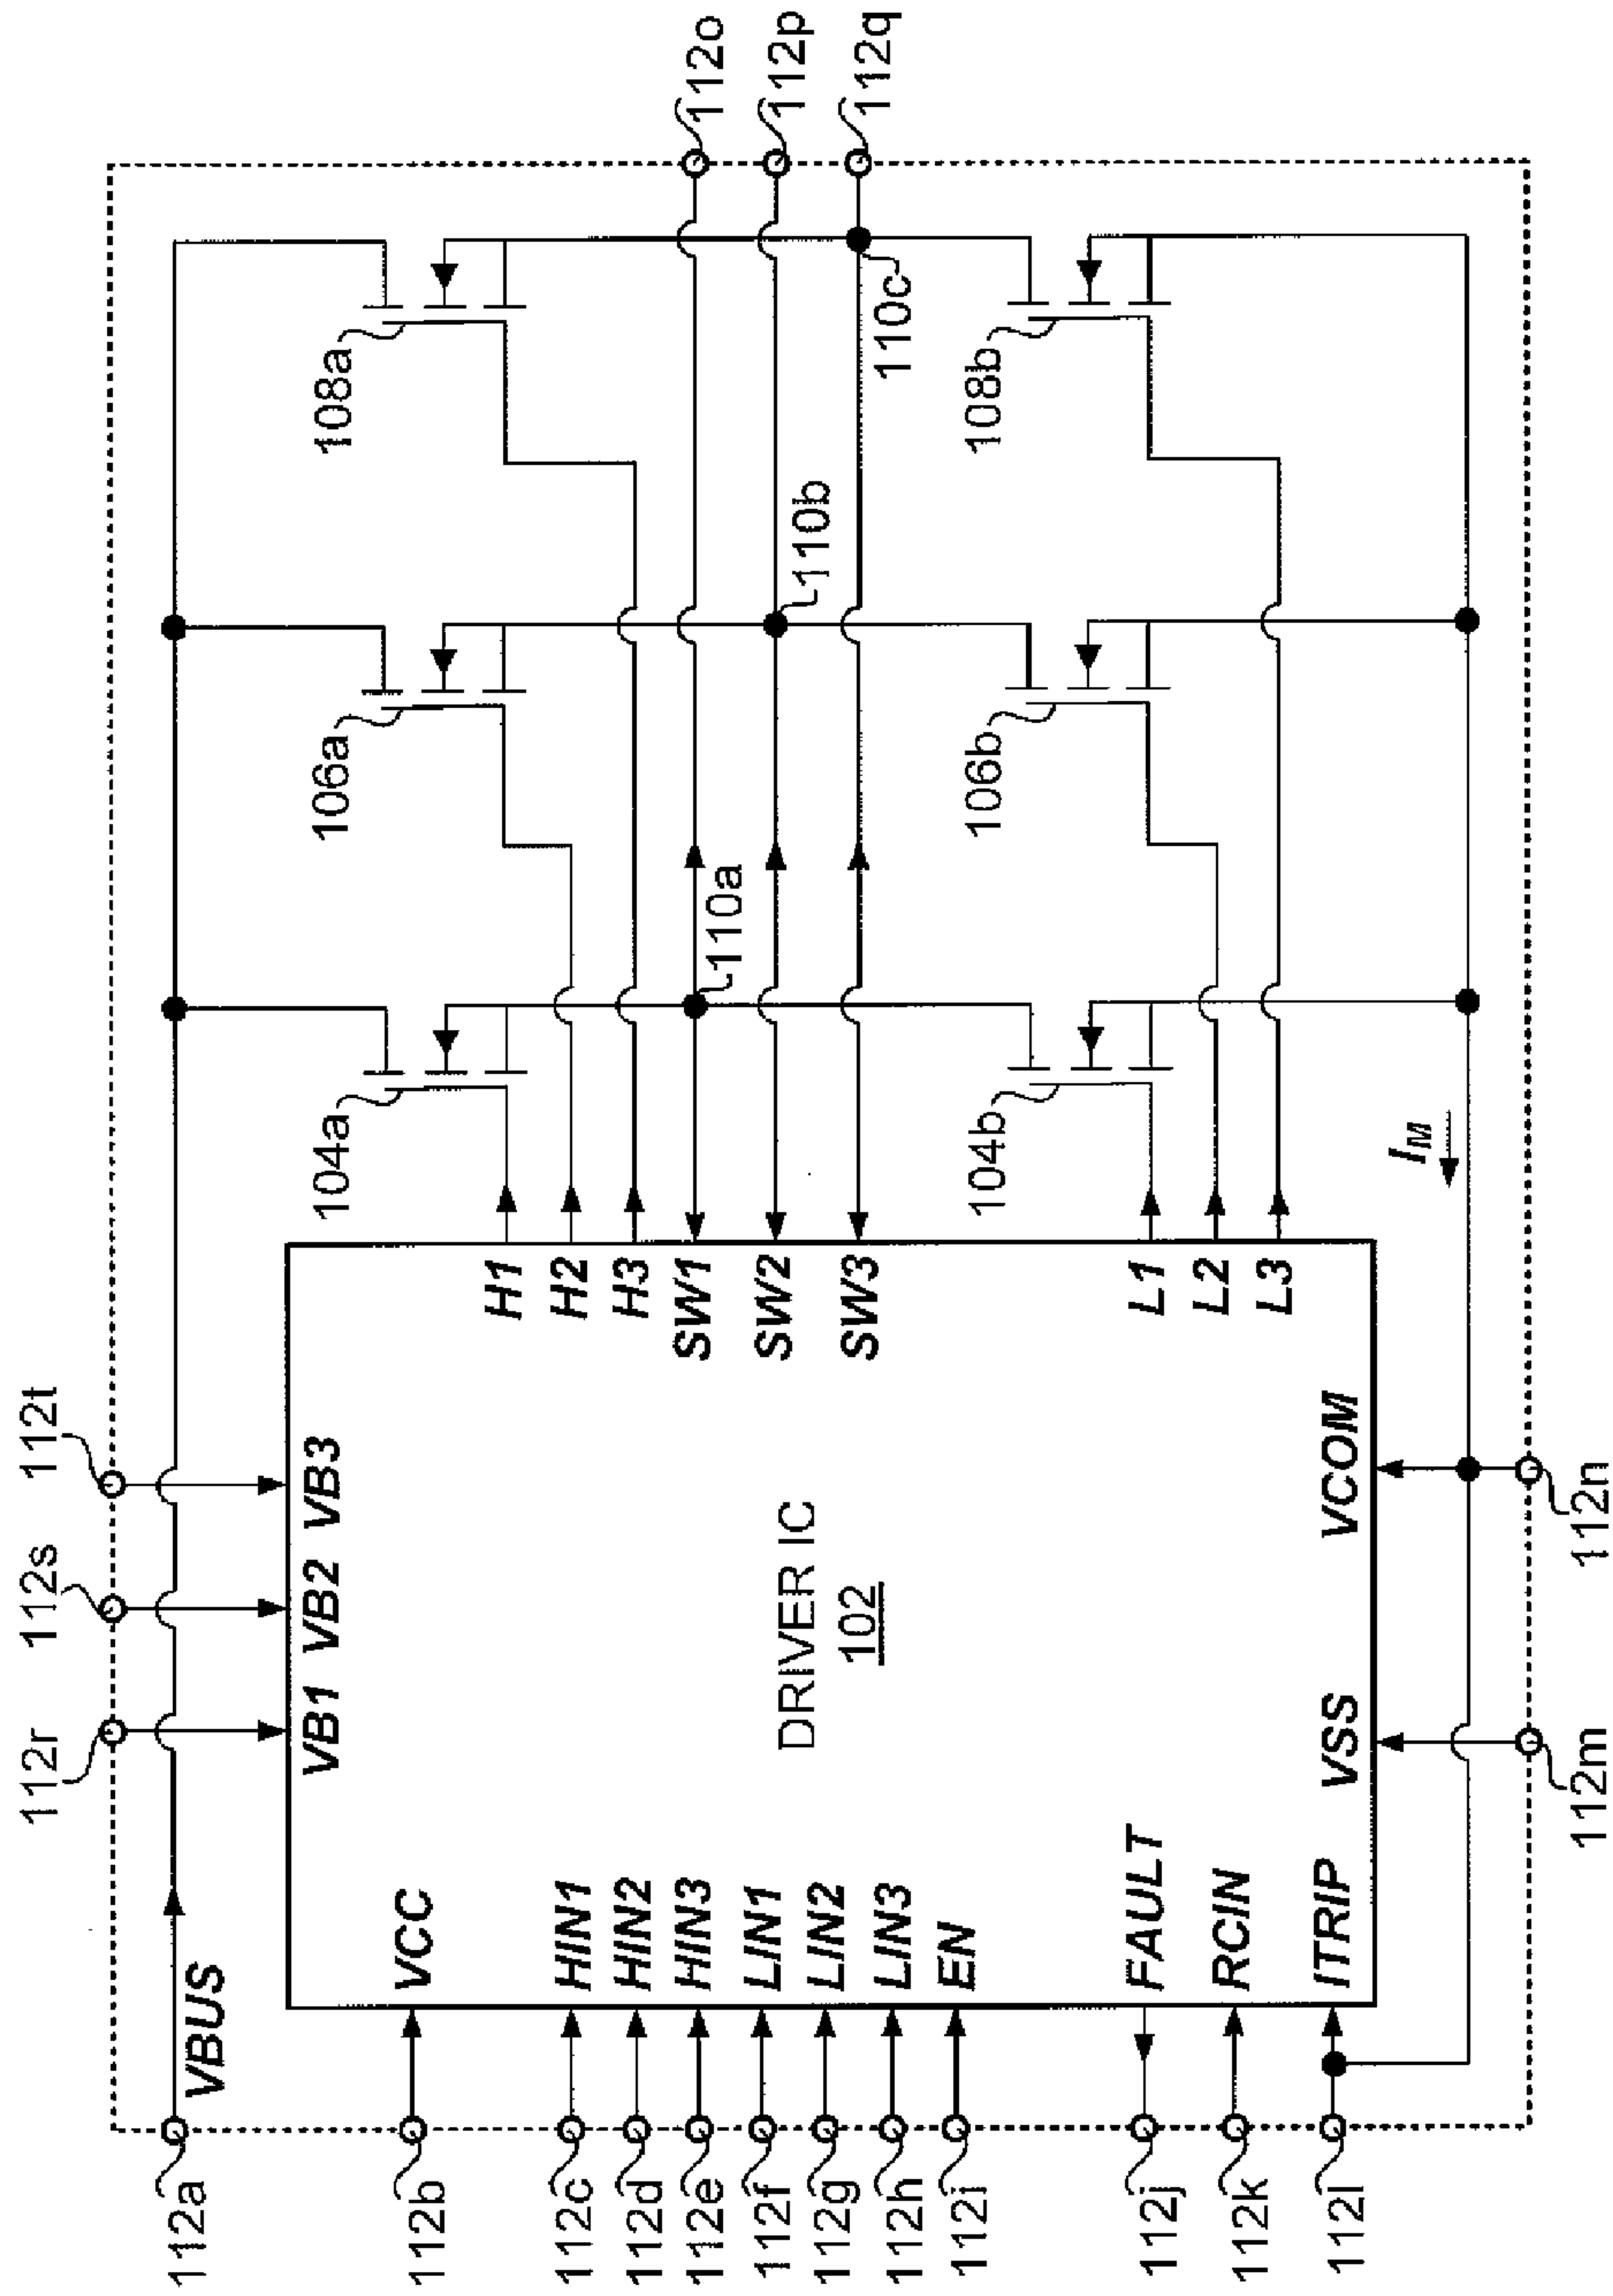 112r
112s
112t
112a
VBUS
112b
112c
112d
112e
112f
112g
112h
112i
112j
112k
112l
VCC
HIN1
HIN2
HIN3
LIN1
LIN2
LIN3
EN
FAULT
RCIN
ITRIP
VB1 VB2 VB3
DRIVER IC
102
VSS
VCOM
H1
H2
H3
SW1
SW2
SW3
L1
L2
L3
104a
106a
108a
110a
110b
110c
104b
106b
108b
IM
112o
112p
112q
112m
112n